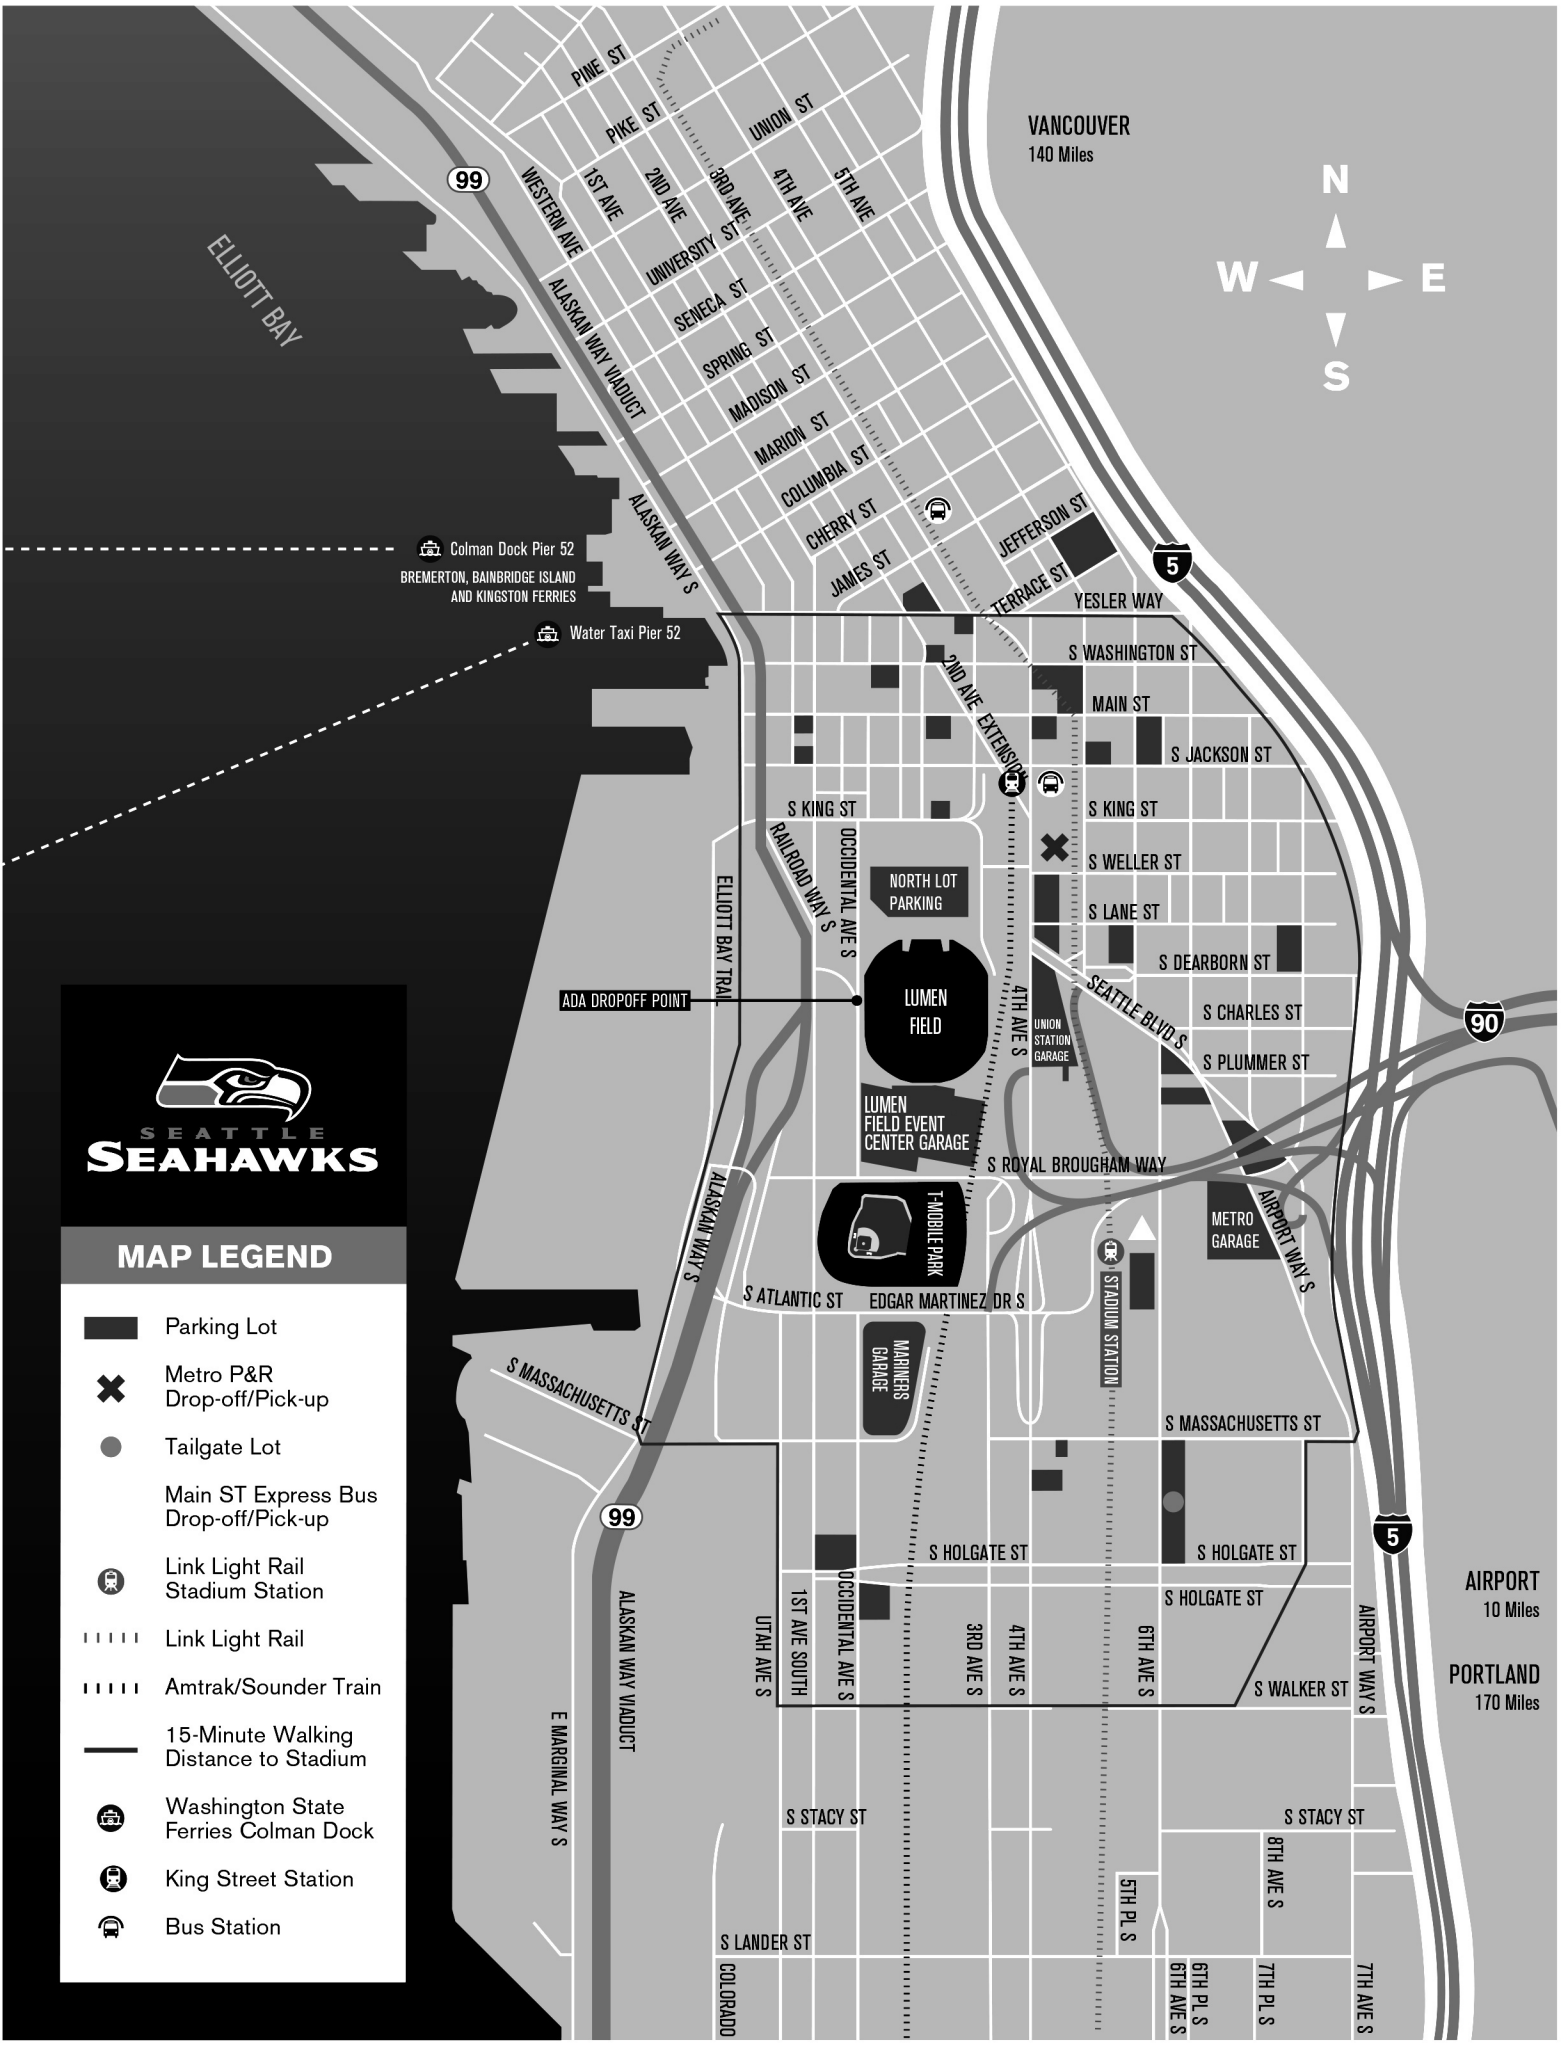 PINE ST
PIKE ST
UNION ST
VANCOUVER
140 Miles
99
WESTERN AVE
1ST AVE
2ND AVE
3RD AVE
4TH AVE
5TH AVE
N
W
E
S
ELLIOTT BAY
UNIVERSITY ST
SENECA ST
SPRING ST
MADISON ST
MARION ST
COLUMBIA ST
CHERRY ST
JAMES ST
ALASKAN WAY VIADUCT
ALASKAN WAY S
JEFFERSON ST
TERRACE ST
YESLER WAY
5
Colman Dock Pier 52
BREMERTON, BAINBRIDGE ISLAND
AND KINGSTON FERRIES
Water Taxi Pier 52
S WASHINGTON ST
2ND AVE EXTENSION
MAIN ST
S JACKSON ST
S KING ST
S KING ST
RAILROAD WAY S
OCCIDENTAL AVE S
S WELLER ST
NORTH LOT
PARKING
S LANE ST
ELLIOTT BAY TRAIL
S DEARBORN ST
ADA DROPOFF POINT
LUMEN
FIELD
4TH AVE S
SEATTLE BLVD S
UNION
STATION
GARAGE
S CHARLES ST
90
S PLUMMER ST
LUMEN
FIELD EVENT
CENTER GARAGE
S ROYAL BROUGHAM WAY
ALASKAN WAY S
T-MOBILE PARK
METRO
GARAGE
AIRPORT WAY S
S ATLANTIC ST
EDGAR MARTINEZ DR S
STADIUM STATION
MARINERS
GARAGE
S MASSACHUSETTS ST
S MASSACHUSETTS ST
99
5
S HOLGATE ST
S HOLGATE ST
S HOLGATE ST
AIRPORT
10 Miles
ALASKAN WAY VIADUCT
UTAH AVE S
1ST AVE SOUTH
OCCIDENTAL AVE S
3RD AVE S
4TH AVE S
6TH AVE S
AIRPORT WAY S
S WALKER ST
PORTLAND
170 Miles
E MARGINAL WAY S
S STACY ST
S STACY ST
8TH AVE S
5TH PL S
S LANDER ST
COLORADO
6TH AVE S
6TH PL S
7TH PL S
7TH AVE S
SEATTLE
SEAHAWKS
MAP LEGEND
Parking Lot
Metro P&R
Drop-off/Pick-up
Tailgate Lot
Main ST Express Bus
Drop-off/Pick-up
Link Light Rail
Stadium Station
Link Light Rail
Amtrak/Sounder Train
15-Minute Walking
Distance to Stadium
Washington State
Ferries Colman Dock
King Street Station
Bus Station